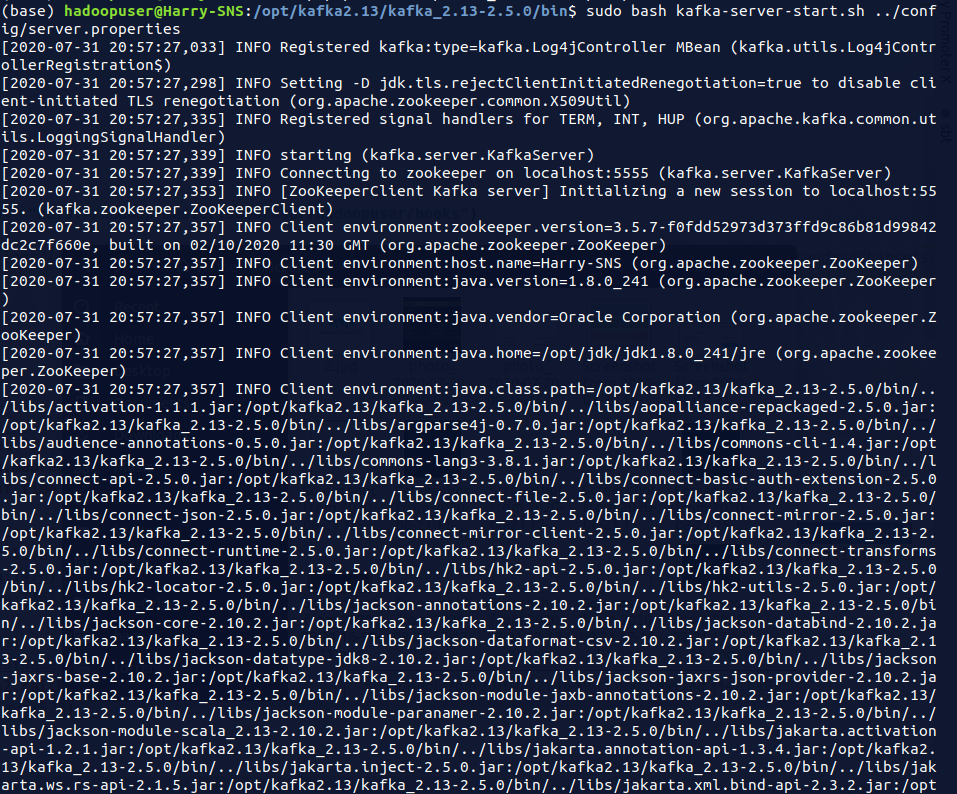 (base) hadoopuser@Harry-SNS:/opt/kafka2.13/kafka_2.13-2.5.0/bin$ sudo bash kafka-server-start.sh ../conf
ig/server.properties
[2020-07-31 20:57:27,033] INFO Registered kafka:type=kafka.Log4jController MBean (kafka.utils.Log4jContr
ollerRegistration$)
[2020-07-31 20:57:27,298] INFO Setting -D jdk.tls.rejectClientInitiatedRenegotiation=true to disable cli
ent-initiated TLS renegotiation (org.apache.zookeeper.common.X509Util)
[2020-07-31 20:57:27,335] INFO Registered signal handlers for TERM, INT, HUP (org.apache.kafka.common.ut
ils.LoggingSignalHandler)
[2020-07-31 20:57:27,339] INFO starting (kafka.server.KafkaServer)
[2020-07-31 20:57:27,339] INFO Connecting to zookeeper on localhost:5555 (kafka.server.KafkaServer)
[2020-07-31 20:57:27,353] INFO [ZooKeeperClient Kafka server] Initializing a new session to localhost:55
55. (kafka.zookeeper.ZooKeeperClient)
[2020-07-31 20:57:27,357] INFO Client environment:zookeeper.version=3.5.7-f0fdd52973d373ffd9c86b81d99842
dc2c7f660e, built on 02/10/2020 11:30 GMT (org.apache.zookeeper.ZooKeeper)
[2020-07-31 20:57:27,357] INFO Client environment:host.name=Harry-SNS (org.apache.zookeeper.ZooKeeper)
[2020-07-31 20:57:27,357] INFO Client environment:java.version=1.8.0_241 (org.apache.zookeeper.ZooKeeper
)
[2020-07-31 20:57:27,357] INFO Client environment:java.vendor=Oracle Corporation (org.apache.zookeeper.Z
ooKeeper)
[2020-07-31 20:57:27,357] INFO Client environment:java.home=/opt/jdk/jdk1.8.0_241/jre (org.apache.zookee
per.ZooKeeper)
[2020-07-31 20:57:27,357] INFO Client environment:java.class.path=/opt/kafka2.13/kafka_2.13-2.5.0/bin/..
/libs/activation-1.1.1.jar:/opt/kafka2.13/kafka_2.13-2.5.0/bin/../libs/aopalliance-repackaged-2.5.0.jar:
/opt/kafka2.13/kafka_2.13-2.5.0/bin/../libs/argparse4j-0.7.0.jar:/opt/kafka2.13/kafka_2.13-2.5.0/bin/../
libs/audience-annotations-0.5.0.jar:/opt/kafka2.13/kafka_2.13-2.5.0/bin/../libs/commons-cli-1.4.jar:/opt
/kafka2.13/kafka_2.13-2.5.0/bin/../libs/commons-lang3-3.8.1.jar:/opt/kafka2.13/kafka_2.13-2.5.0/bin/../l
ibs/connect-api-2.5.0.jar:/opt/kafka2.13/kafka_2.13-2.5.0/bin/../libs/connect-basic-auth-extension-2.5.0
.jar:/opt/kafka2.13/kafka_2.13-2.5.0/bin/../libs/connect-file-2.5.0.jar:/opt/kafka2.13/kafka_2.13-2.5.0/
bin/../libs/connect-json-2.5.0.jar:/opt/kafka2.13/kafka_2.13-2.5.0/bin/../libs/connect-mirror-2.5.0.jar:
/opt/kafka2.13/kafka_2.13-2.5.0/bin/../libs/connect-mirror-client-2.5.0.jar:/opt/kafka2.13/kafka_2.13-2.
5.0/bin/../libs/connect-runtime-2.5.0.jar:/opt/kafka2.13/kafka_2.13-2.5.0/bin/../libs/connect-transforms
-2.5.0.jar:/opt/kafka2.13/kafka_2.13-2.5.0/bin/../libs/hk2-api-2.5.0.jar:/opt/kafka2.13/kafka_2.13-2.5.0
/bin/../libs/hk2-locator-2.5.0.jar:/opt/kafka2.13/kafka_2.13-2.5.0/bin/../libs/hk2-utils-2.5.0.jar:/opt/
kafka2.13/kafka_2.13-2.5.0/bin/../libs/jackson-annotations-2.10.2.jar:/opt/kafka2.13/kafka_2.13-2.5.0/bi
n/../libs/jackson-core-2.10.2.jar:/opt/kafka2.13/kafka_2.13-2.5.0/bin/../libs/jackson-databind-2.10.2.ja
r:/opt/kafka2.13/kafka_2.13-2.5.0/bin/../libs/jackson-dataformat-csv-2.10.2.jar:/opt/kafka2.13/kafka_2.1
3-2.5.0/bin/../libs/jackson-datatype-jdk8-2.10.2.jar:/opt/kafka2.13/kafka_2.13-2.5.0/bin/../libs/jackson
-jaxrs-base-2.10.2.jar:/opt/kafka2.13/kafka_2.13-2.5.0/bin/../libs/jackson-jaxrs-json-provider-2.10.2.ja
r:/opt/kafka2.13/kafka_2.13-2.5.0/bin/../libs/jackson-module-jaxb-annotations-2.10.2.jar:/opt/kafka2.13/
kafka_2.13-2.5.0/bin/../libs/jackson-module-paranamer-2.10.2.jar:/opt/kafka2.13/kafka_2.13-2.5.0/bin/../
libs/jackson-module-scala_2.13-2.10.2.jar:/opt/kafka2.13/kafka_2.13-2.5.0/bin/../libs/jakarta.activation
-api-1.2.1.jar:/opt/kafka2.13/kafka_2.13-2.5.0/bin/../libs/jakarta.annotation-api-1.3.4.jar:/opt/kafka2.
13/kafka_2.13-2.5.0/bin/../libs/jakarta.inject-2.5.0.jar:/opt/kafka2.13/kafka_2.13-2.5.0/bin/../libs/jak
arta.ws.rs-api-2.1.5.jar:/opt/kafka2.13/kafka_2.13-2.5.0/bin/../libs/jakarta.xml.bind-api-2.3.2.jar:/opt